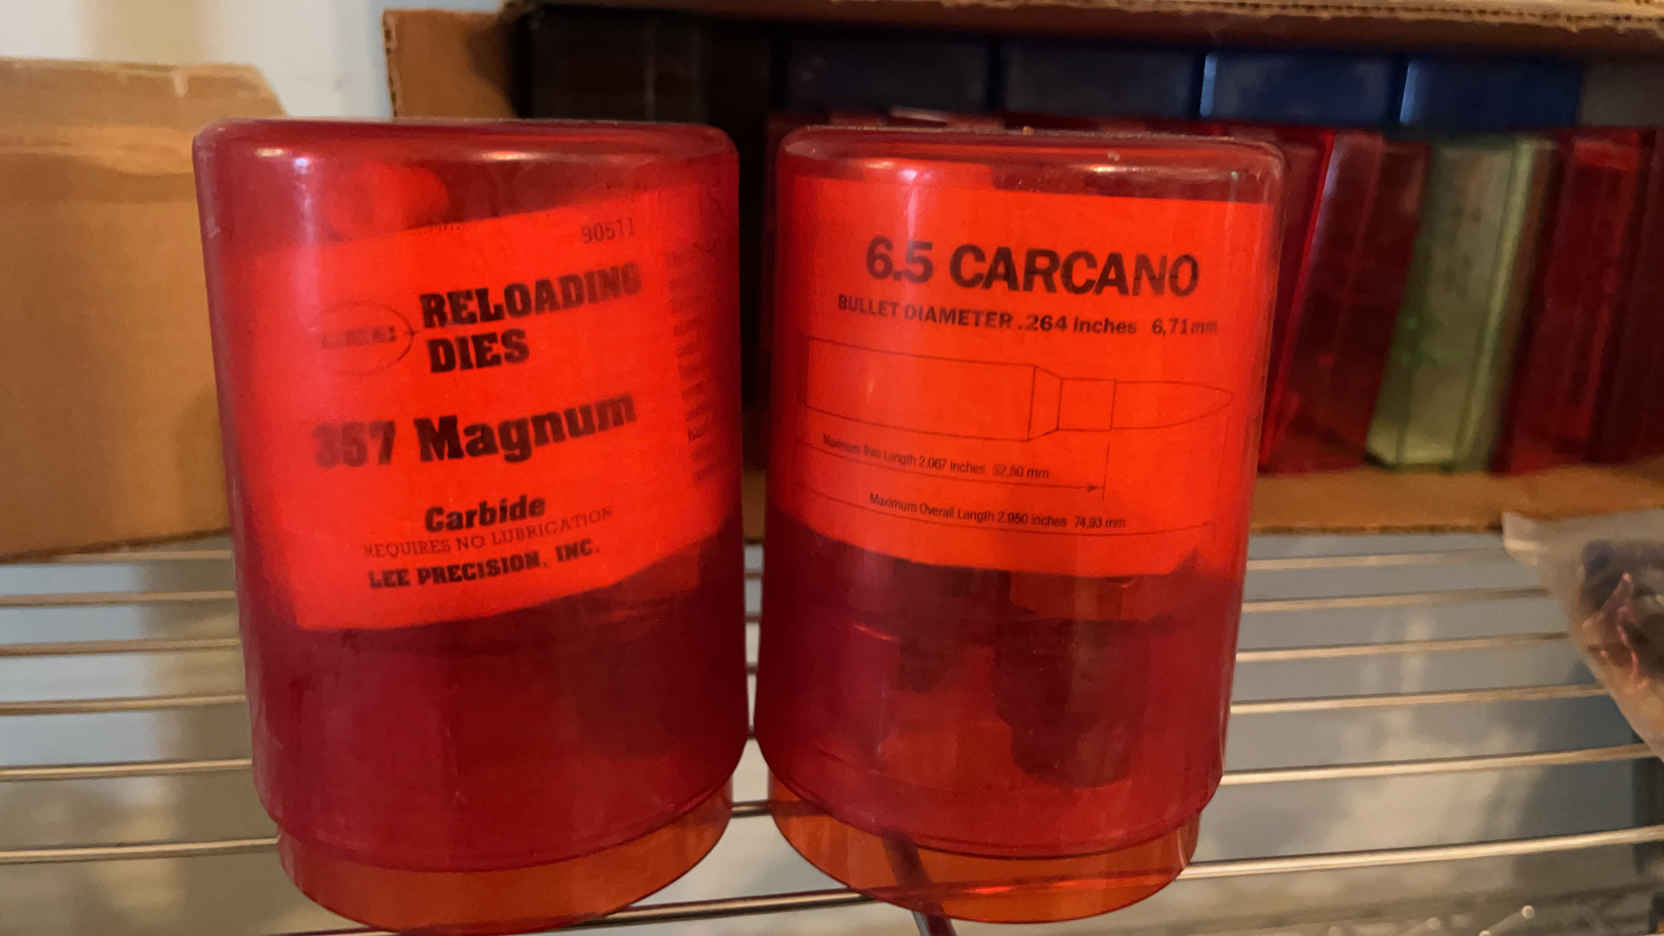 90511
LEE
RELOADING
DIES
357 Magnum
Carbide
REQUIRES NO LUBRICATION
LEE PRECISION, INC.
6.5 CARCANO
BULLET DIAMETER .264 inches 6,71mm
Maximum Trim Length 2.067 inches 52,50 mm
Maximum Overall Length 2.950 inches 74,93 mm